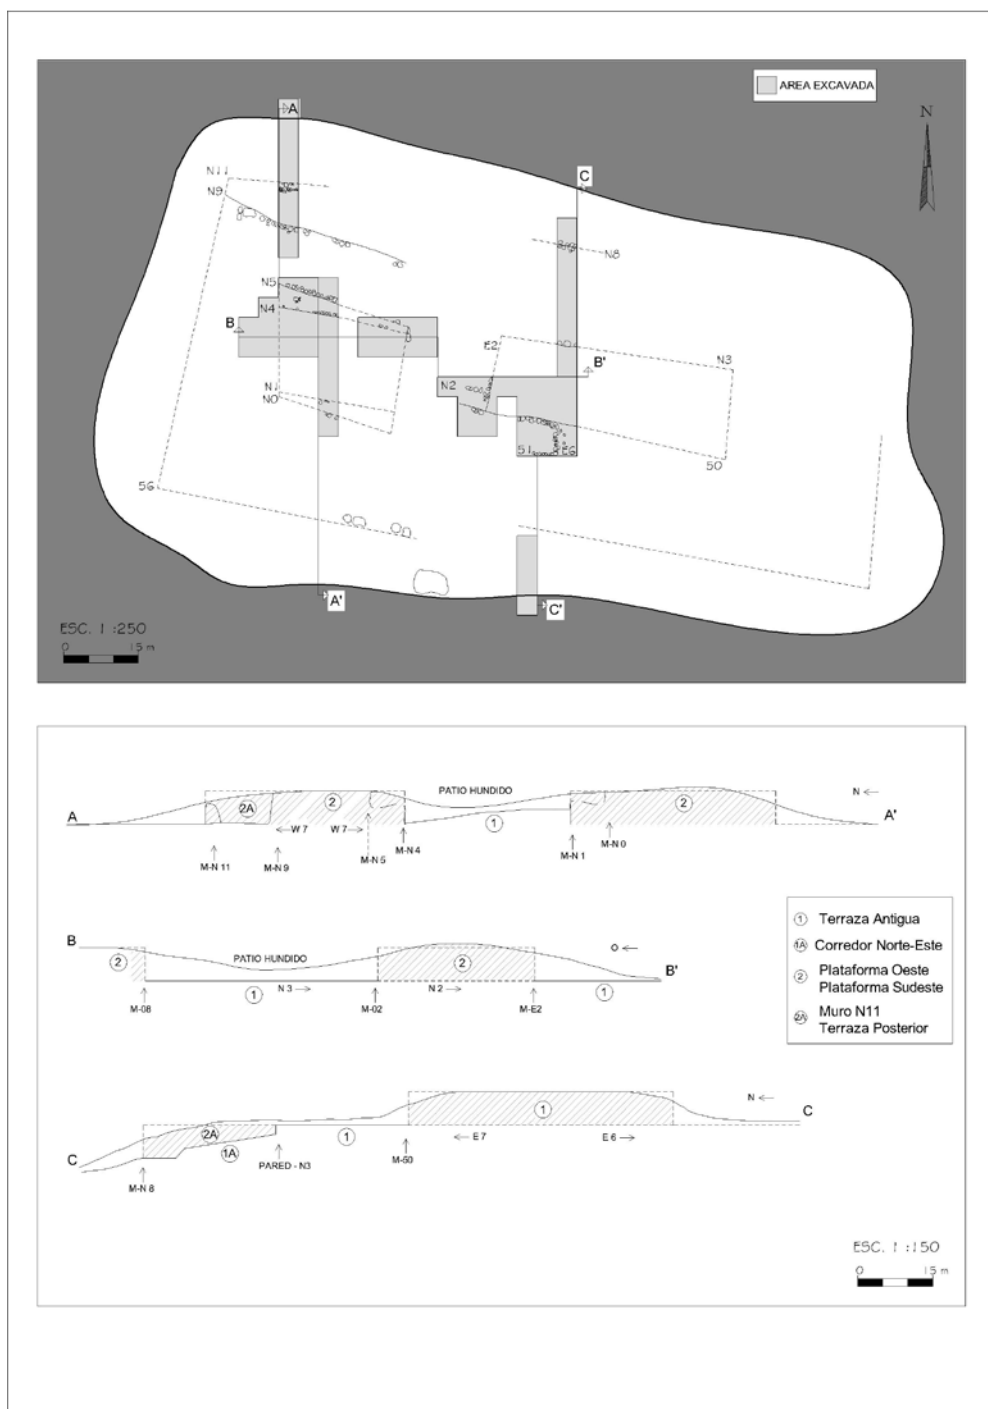 AREA EXCAVADA
N
A
C
N11
N9
N8
N5
N4
B
E2
N3
B'
N2
N1
N0
51
E5
50
56
A'
C'
ESC. 1 :250
0 15 m
PATIO HUNDIDO
2
2A
2
N ←
A
1
A'
← W 7 W 7 →
M-N 11
M-N 9
M-N 5
M-N 4
M-N 1
M-N 0
B
PATIO HUNDIDO
2
2
O ←
B'
1
N 3 →
N 2 →
1
M-08
M-02
M-E2
1 Terraza Antigua
1A Corredor Norte-Este
2 Plataforma Oeste
Plataforma Sudeste
2A Muro N11
Terraza Posterior
1
N ←
C
2A
1
← E 7
E 6 →
1A
C
PARED - N3
M-50
M-N 8
ESC. 1 :150
0 15 m